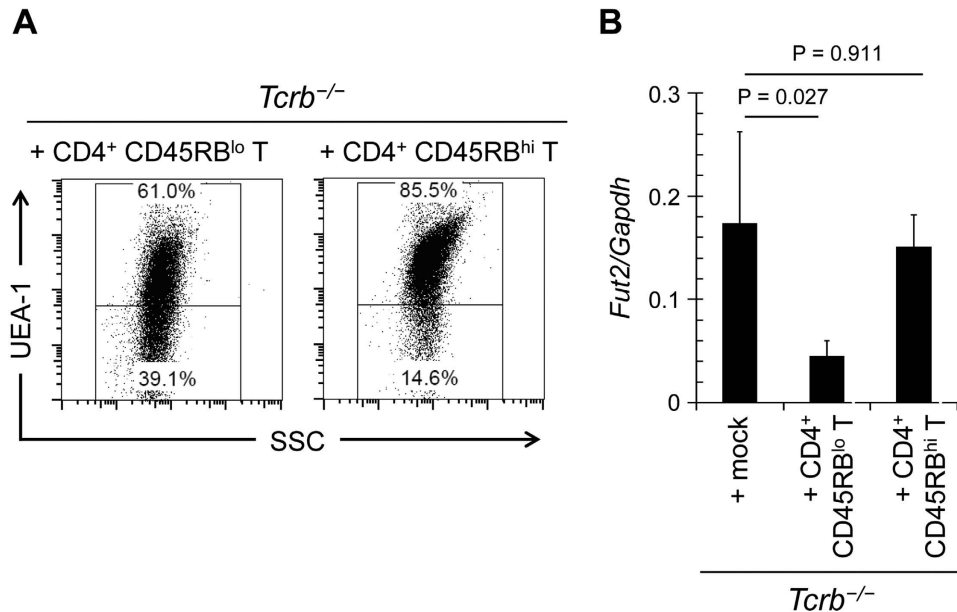 A
Tcrb⁻/⁻
+ CD4⁺ CD45RBˡᵒ T
+ CD4⁺ CD45RBʰⁱ T
61.0%
85.5%
39.1%
14.6%
UEA-1
SSC
B
P = 0.911
P = 0.027
0.3
0.2
0.1
0
Fut2/Gapdh
+ mock
+ CD4⁺
CD45RBˡᵒ T
+ CD4⁺
CD45RBʰⁱ T
Tcrb⁻/⁻